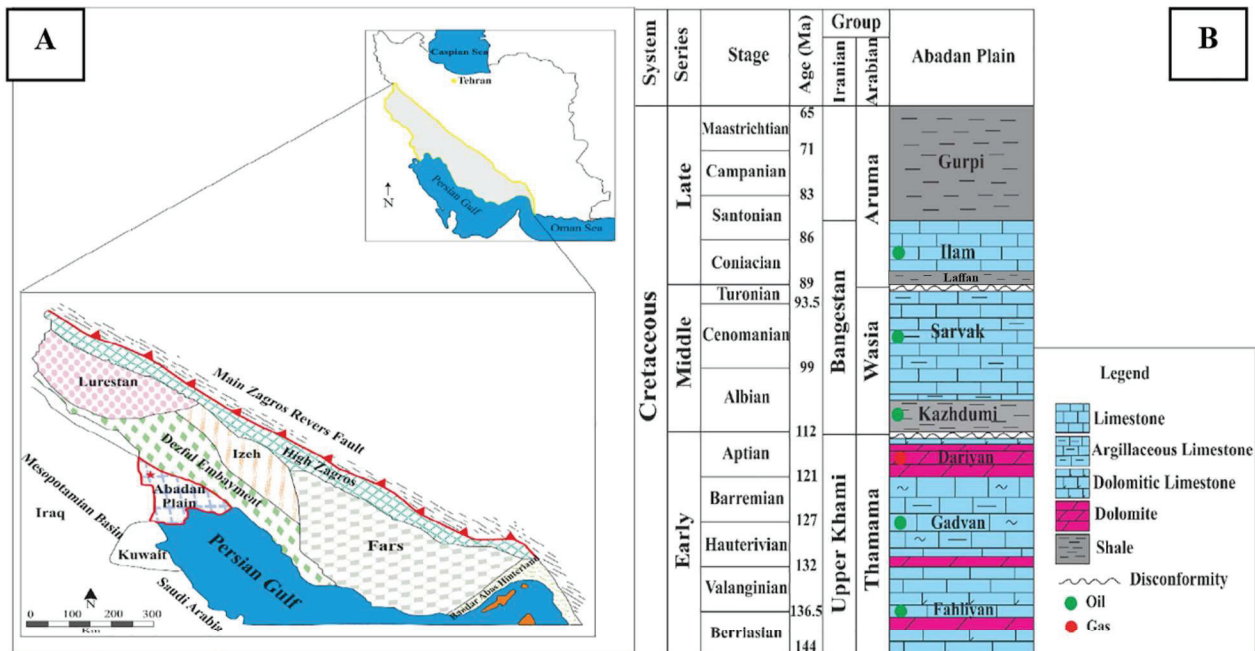 A
Caspian Sea
Tehran
N
Persian Gulf
Oman Sea
Lurestan
Main Zagros Revers Fault
Dezful Embayment
Izeh
High Zagros
Mesopotamian Basin
Abadan
Plain
Iraq
Kuwait
Persian Gulf
Fars
Bandar Abas Hinterland
Saudi Arabia
N
0 100 200 300
Km
B
System
Series
Stage
Age (Ma)
Group
Iranian
Arabian
Abadan Plain
Cretaceous
Late
Middle
Early
Maastrichtian
Campanian
Santonian
Coniacian
Turonian
Cenomanian
Albian
Aptian
Barremian
Hauterivian
Valanginian
Berriasian
65
71
83
86
89
93.5
99
112
121
127
132
136.5
144
Bangestan
Upper Khami
Aruma
Wasia
Thamama
Gurpi
Ilam
Laffan
Sarvak
Kazhdumi
Dariyan
Gadvan
Fahliyan
Legend
Limestone
Argillaceous Limestone
Dolomitic Limestone
Dolomite
Shale
Disconformity
Oil
Gas